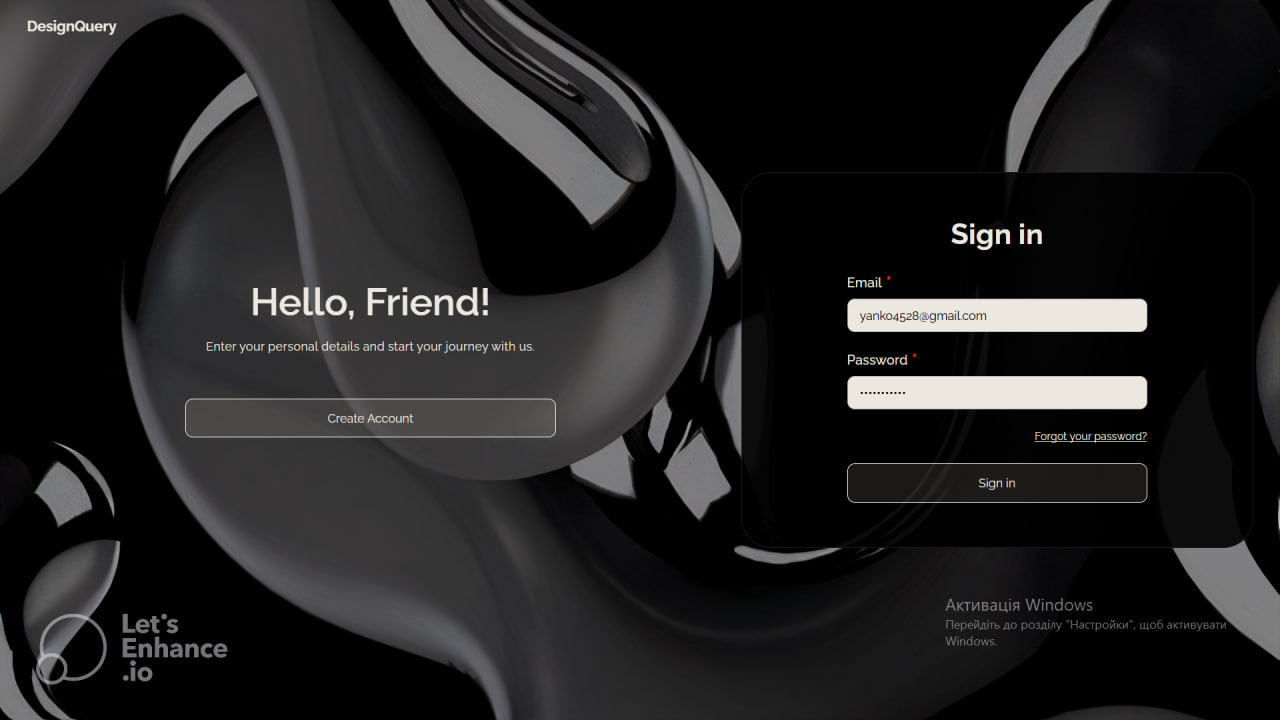 DesignQuery
Hello, Friend!
Enter your personal details and start your journey with us.
Create Account
Sign in
Email *
yanko4528@gmail.com
Password *
•••••••••••
Forgot your password?
Sign in
Let's
Enhance
.io
Активація Windows
Перейдіть до розділу "Настройки", щоб активувати
Windows.